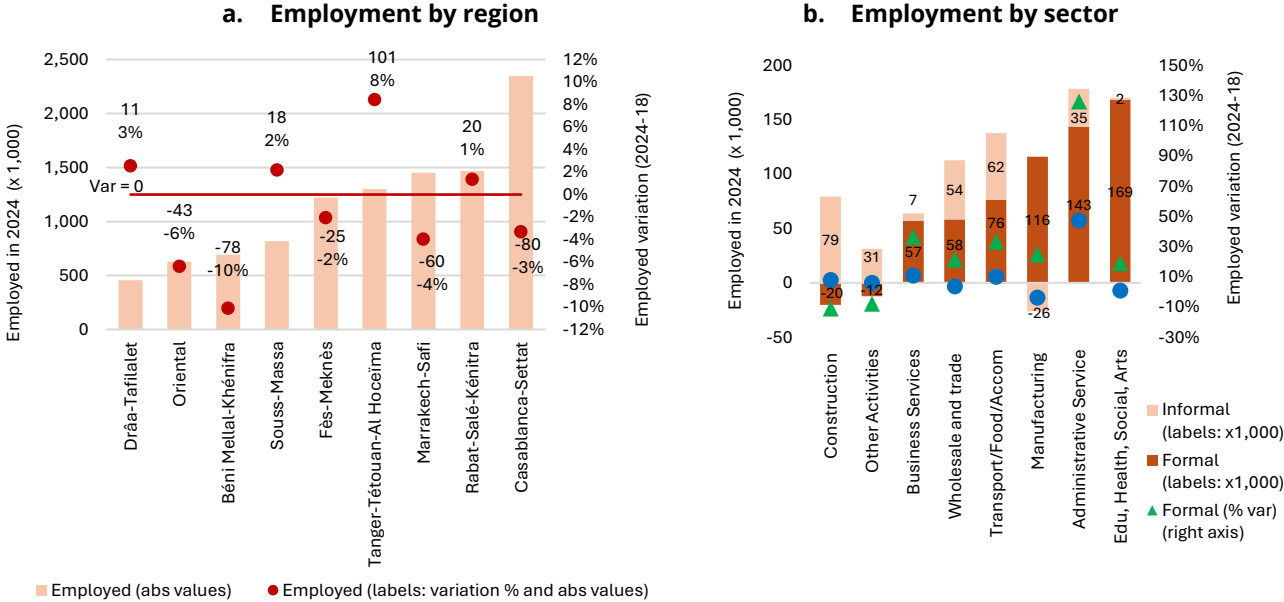 a. Employment by region
Employed in 2024 (x 1,000)
2,500
2,000
1,500
1,000
500
0
12%
10%
8%
6%
4%
2%
0%
-2%
-4%
-6%
-8%
-10%
-12%
Employed variation (2024-18)
Var = 0
11
3%
-43
-6%
-78
-10%
18
2%
-25
-2%
101
8%
-60
-4%
20
1%
-80
-3%
Drâa-Tafilalet
Oriental
Béni Mellal-Khénifra
Souss-Massa
Fès-Meknès
Tanger-Tétouan-Al Hoceïma
Marrakech-Safi
Rabat-Salé-Kénitra
Casablanca-Settat
Employed (abs values)
Employed (labels: variation % and abs values)
b. Employment by sector
Employed in 2024 (x 1,000)
200
150
100
50
0
-50
150%
130%
110%
90%
70%
50%
30%
10%
-10%
-30%
Employed variation (2024-18)
79
-20
31
-12
7
57
54
58
62
76
116
-26
35
143
2
169
Construction
Other Activities
Business Services
Wholesale and trade
Transport/Food/Accom
Manufacturing
Administrative Service
Edu, Health, Social, Arts
Informal
(labels: x1,000)
Formal
(labels: x1,000)
Formal (% var)
(right axis)